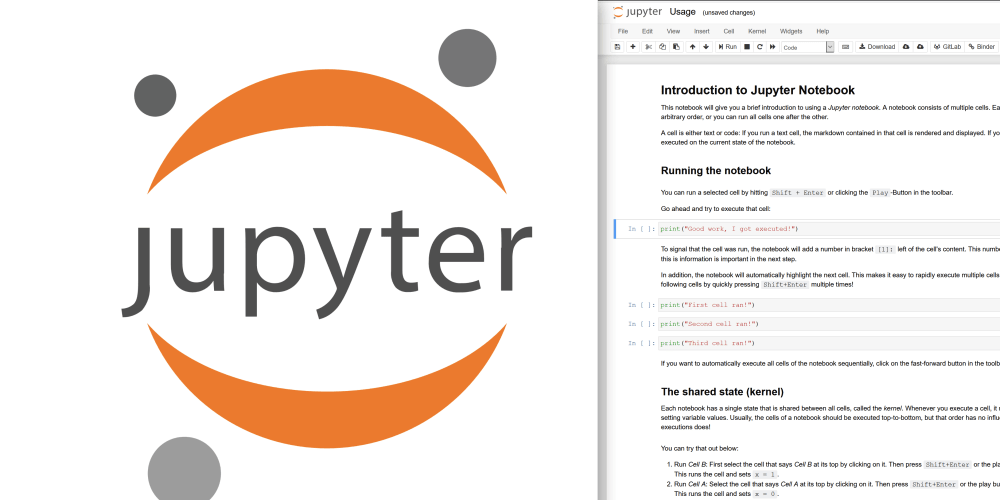 jupyter
jupyter Usage (unsaved changes)
File Edit View Insert Cell Kernel Widgets Help
Run Code Download GitLab Binder
Introduction to Jupyter Notebook
This notebook will give you a brief introduction to using a Jupyter notebook. A notebook consists of multiple cells. Ea
arbitrary order, or you can run all cells one after the other.
A cell is either text or code: If you run a text cell, the markdown contained in that cell is rendered and displayed. If yo
executed on the current state of the notebook.
Running the notebook
You can run a selected cell by hitting Shift + Enter or clicking the Play -Button in the toolbar.
Go ahead and try to execute that cell:
In [ ]: print("Good work, I got executed!")
To signal that the cell was run, the notebook will add a number in bracket [1]: left of the cell's content. This numb
this is information is important in the next step.
In addition, the notebook will automatically highlight the next cell. This makes it easy to rapidly execute multiple cells
following cells by quickly pressing Shift+Enter multiple times!
In [ ]: print("First cell ran!")
In [ ]: print("Second cell ran!")
In [ ]: print("Third cell ran!")
If you want to automatically execute all cells of the notebook sequentially, click on the fast-forward button in the toolb
The shared state (kernel)
Each notebook has a single state that is shared between all cells, called the kernel. Whenever you execute a cell, it
setting variable values. Usually, the cells of a notebook should be executed top-to-bottom, but that order has no influ
executions does!
You can try that out below:
1. Run Cell B: First select the cell that says Cell B at its top by clicking on it. Then press Shift+Enter or the pla
This runs the cell and sets x = 1 .
2. Run Cell A: Select the cell that says Cell A at its top by clicking on it. Then press Shift+Enter or the play bu
This runs the cell and sets x = 0 .